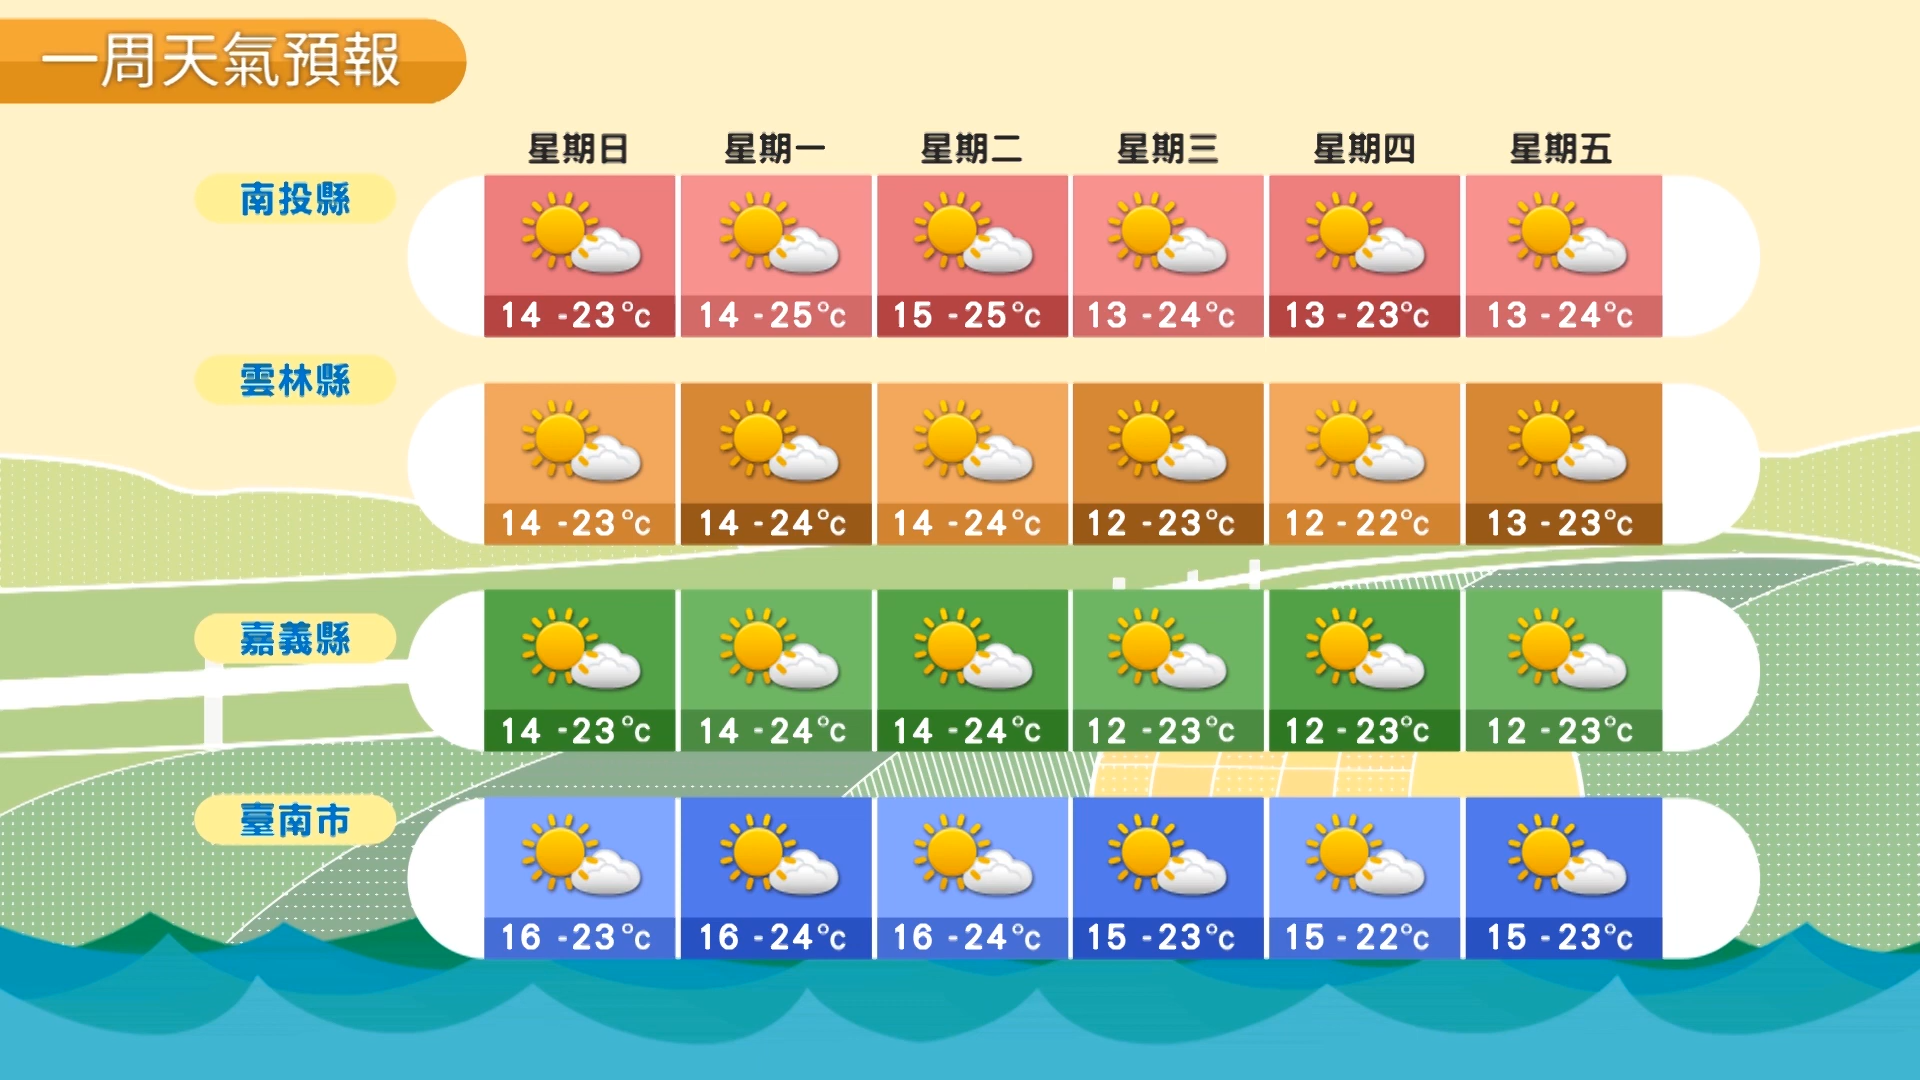 一周天氣預報
星期日 星期一 星期二 星期三 星期四 星期五
南投縣
14 -23°C 14 -25°C 15 -25°C 13 -24°C 13 -23°C 13 -24°C
雲林縣
14 -23°C 14 -24°C 14 -24°C 12 -23°C 12 -22°C 13 -23°C
嘉義縣
14 -23°C 14 -24°C 14 -24°C 12 -23°C 12 -23°C 12 -23°C
臺南市
16 -23°C 16 -24°C 16 -24°C 15 -23°C 15 -22°C 15 -23°C